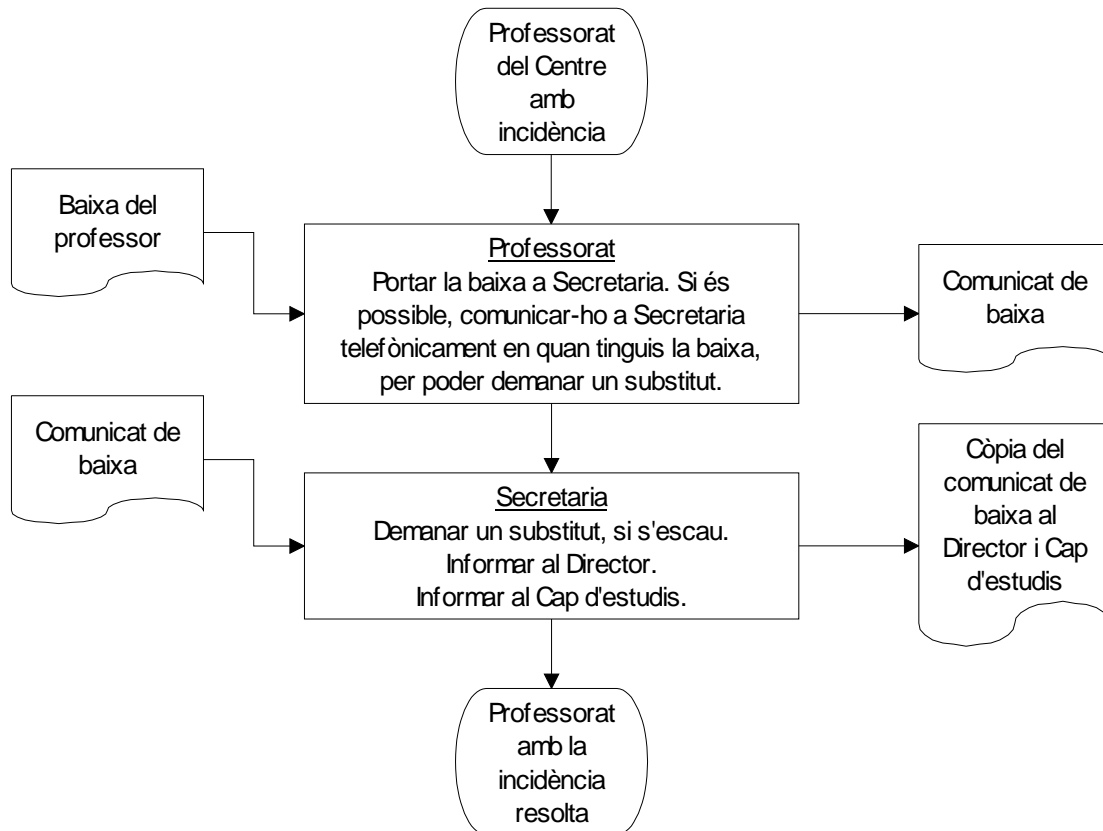 Professorat
del Centre
amb
incidència
Baixa del
professor
Professorat
Portar la baixa a Secretaria. Si és
possible, comunicar-ho a Secretaria
telefònicament en quan tinguis la baixa,
per poder demanar un substitut.
Comunicat de
baixa
Comunicat de
baixa
Secretaria
Demanar un substitut, si s'escau.
Informar al Director.
Informar al Cap d'estudis.
Còpia del
comunicat de
baixa al
Director i Cap
d'estudis
Professorat
amb la
incidència
resolta